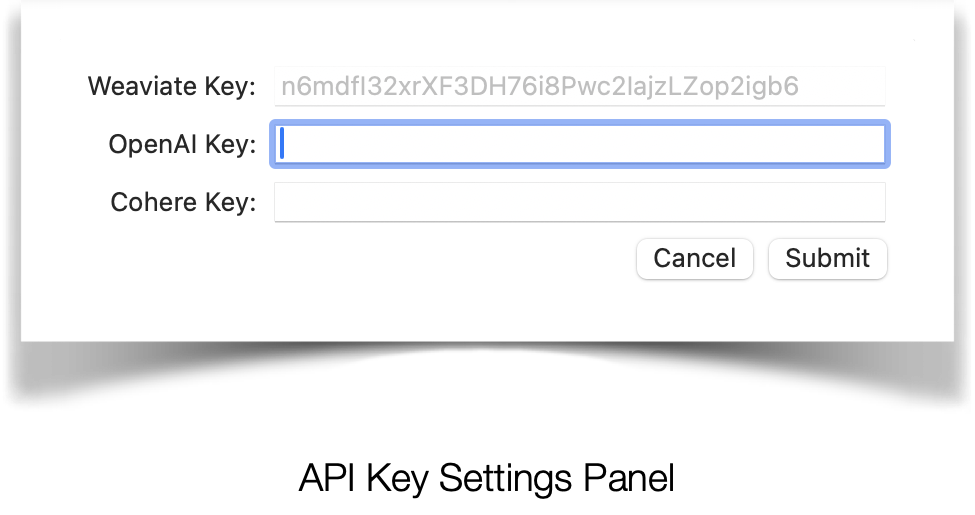 Weaviate Key: n6mdfI32xrXF3DH76i8Pwc2IajzLZop2igb6
OpenAI Key:
Cohere Key:
Cancel Submit
API Key Settings Panel